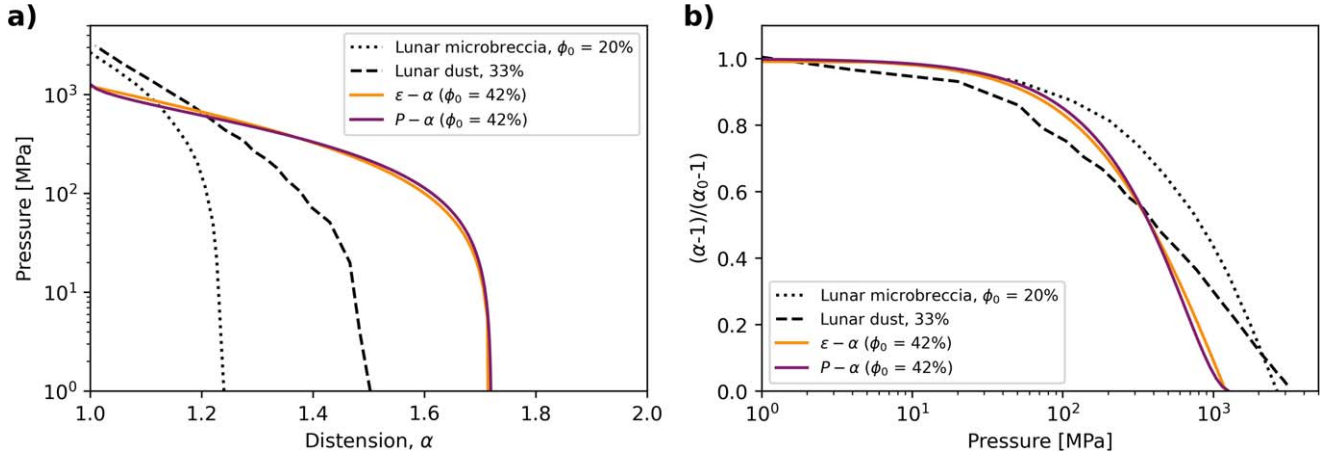 a)
Pressure [MPa]
10³
10²
10¹
10⁰
1.0 1.2 1.4 1.6 1.8 2.0
Distension, α
Lunar microbreccia, ϕ₀ = 20%
Lunar dust, 33%
ε − α (ϕ₀ = 42%)
P − α (ϕ₀ = 42%)
b)
(α-1)/(α₀-1)
1.0
0.8
0.6
0.4
0.2
0.0
10⁰ 10¹ 10² 10³
Pressure [MPa]
Lunar microbreccia, ϕ₀ = 20%
Lunar dust, 33%
ε − α (ϕ₀ = 42%)
P − α (ϕ₀ = 42%)